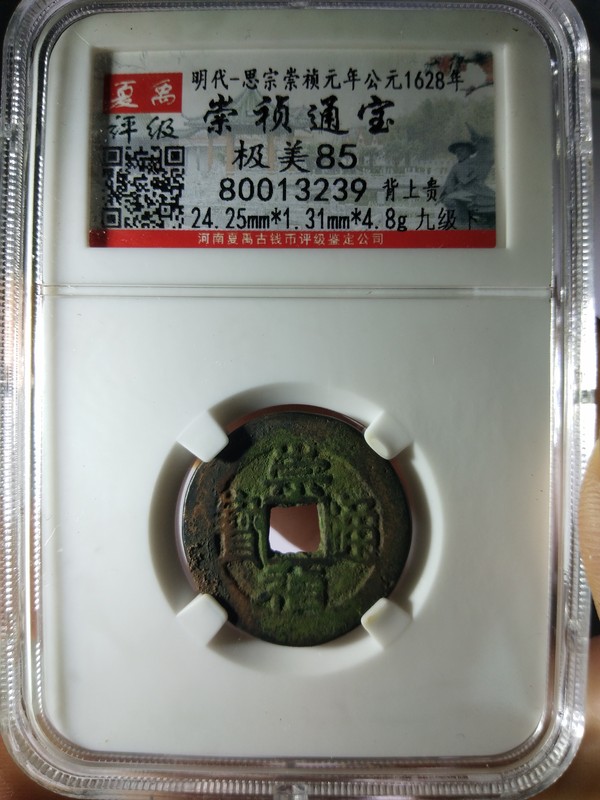 夏禹
评级
明代-思宗崇祯元年公元1628年
崇祯通宝
极美85
80013239 背上贵
24.25mm*1.31mm*4.8g 九级下
河南夏禹古钱币评级鉴定公司
崇
寳 通
禎